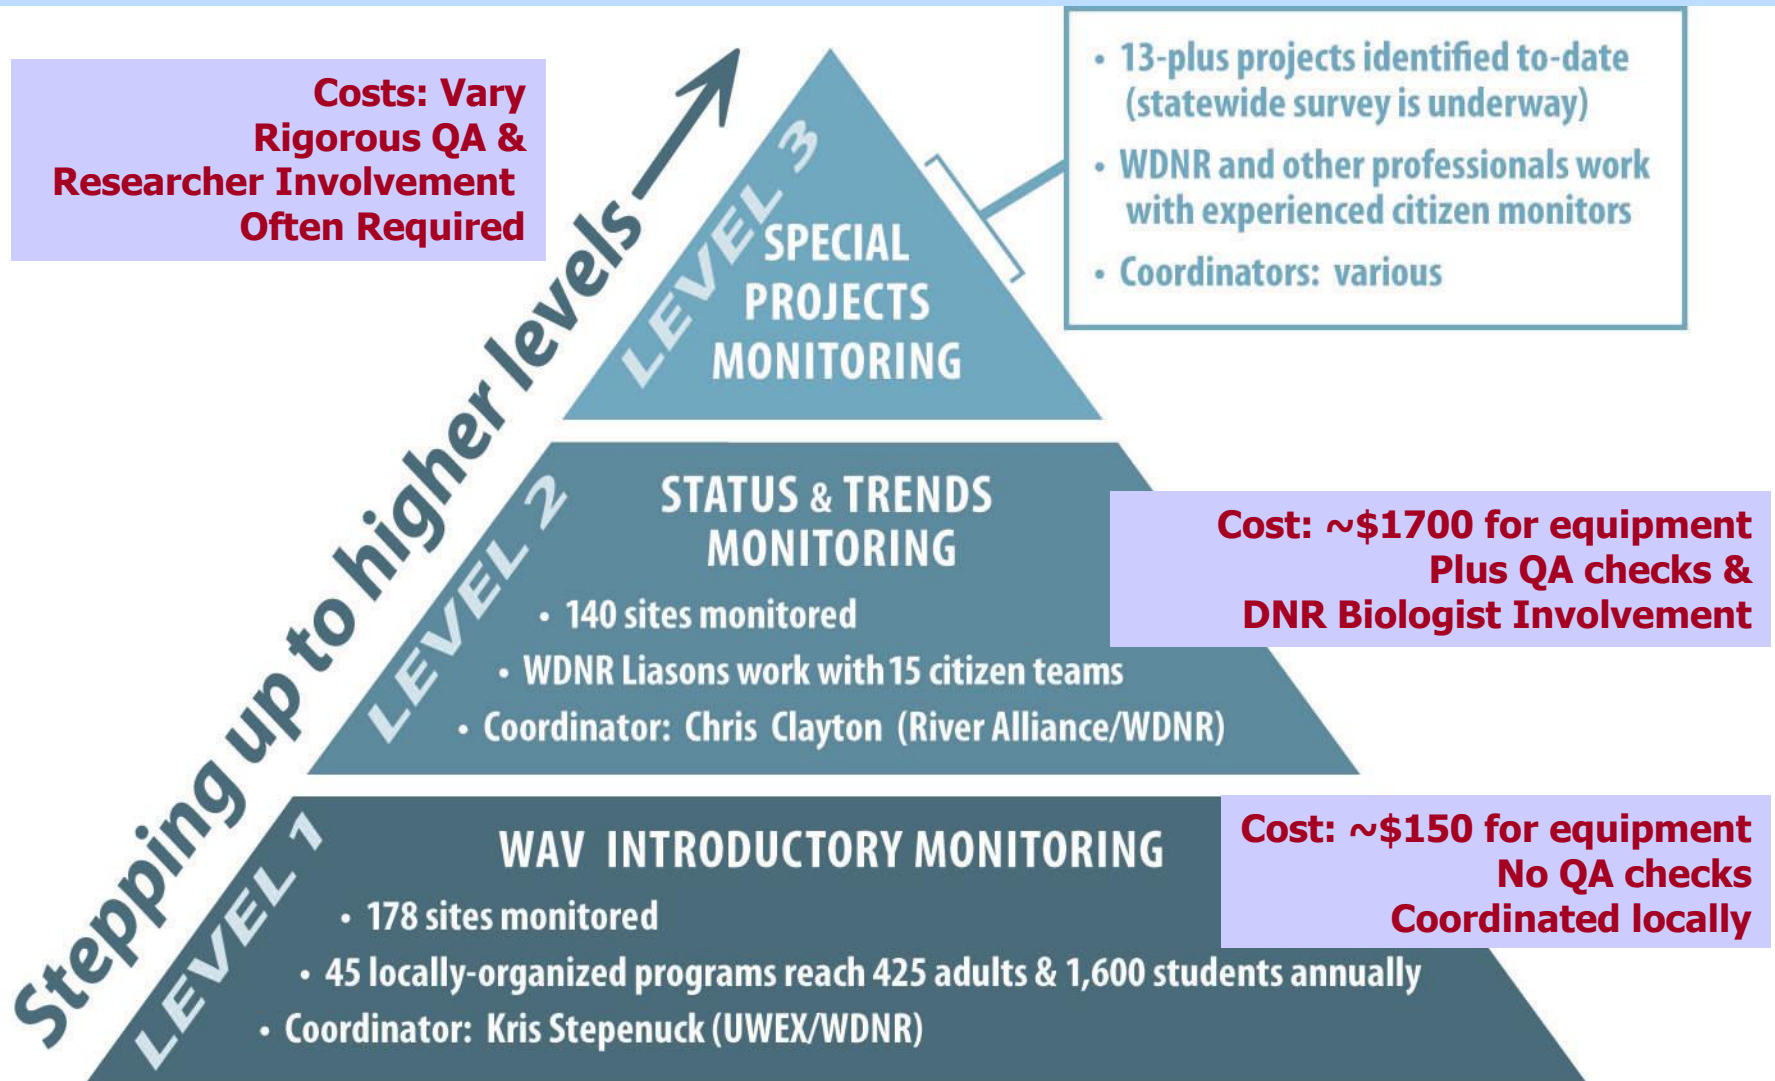 Costs: Vary
Rigorous QA &
Researcher Involvement
Often Required
Stepping up to higher levels
• 13-plus projects identified to-date
(statewide survey is underway)
• WDNR and other professionals work
with experienced citizen monitors
• Coordinators: various
LEVEL 3
SPECIAL
PROJECTS
MONITORING
LEVEL 2
STATUS & TRENDS
MONITORING
• 140 sites monitored
• WDNR Liasons work with 15 citizen teams
• Coordinator: Chris Clayton (River Alliance/WDNR)
Cost: ~$1700 for equipment
Plus QA checks &
DNR Biologist Involvement
LEVEL 1
WAV INTRODUCTORY MONITORING
• 178 sites monitored
• 45 locally-organized programs reach 425 adults & 1,600 students annually
• Coordinator: Kris Stepenuck (UWEX/WDNR)
Cost: ~$150 for equipment
No QA checks
Coordinated locally